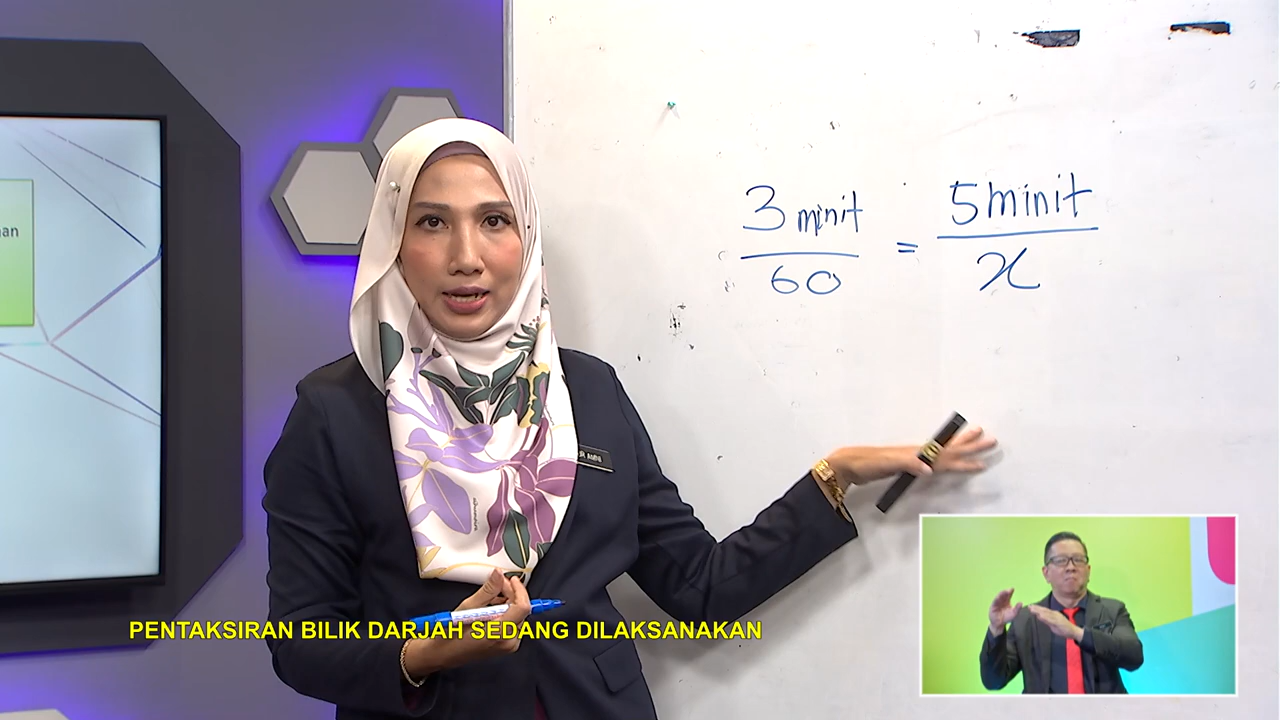 3 minit = 5 minit
60 x
PENTAKSIRAN BILIK DARJAH SEDANG DILAKSANAKAN